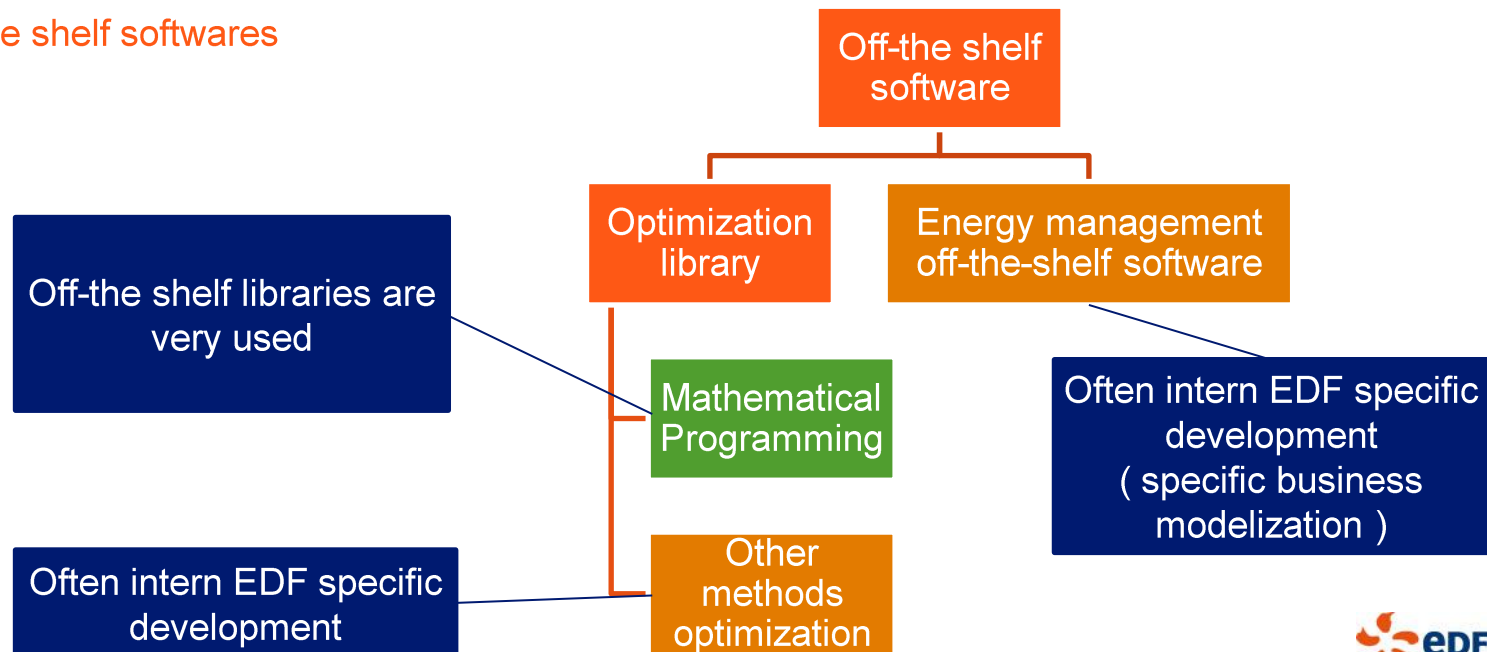 e shelf softwares
Off-the shelf
software
Optimization
library
Energy management
off-the-shelf software
Off-the shelf libraries are
very used
Mathematical
Programming
Often intern EDF specific
development
( specific business
modelization )
Often intern EDF specific
development
Other
methods
optimization
eDF